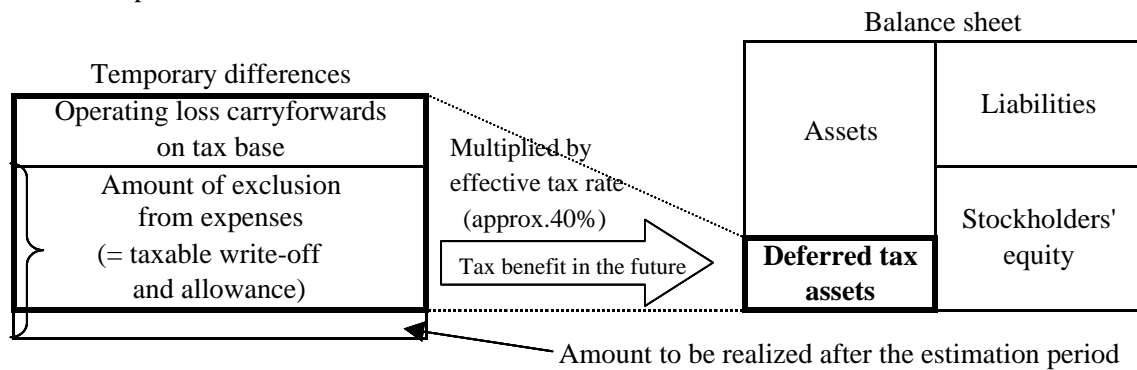 Balance sheet
Temporary differences
Operating loss carryforwards
on tax base
Amount of exclusion
from expenses
(= taxable write-off
and allowance)
Multiplied by
effective tax rate
(approx.40%)
Tax benefit in the future
Assets
Liabilities
Deferred tax
assets
Stockholders'
equity
Amount to be realized after the estimation period